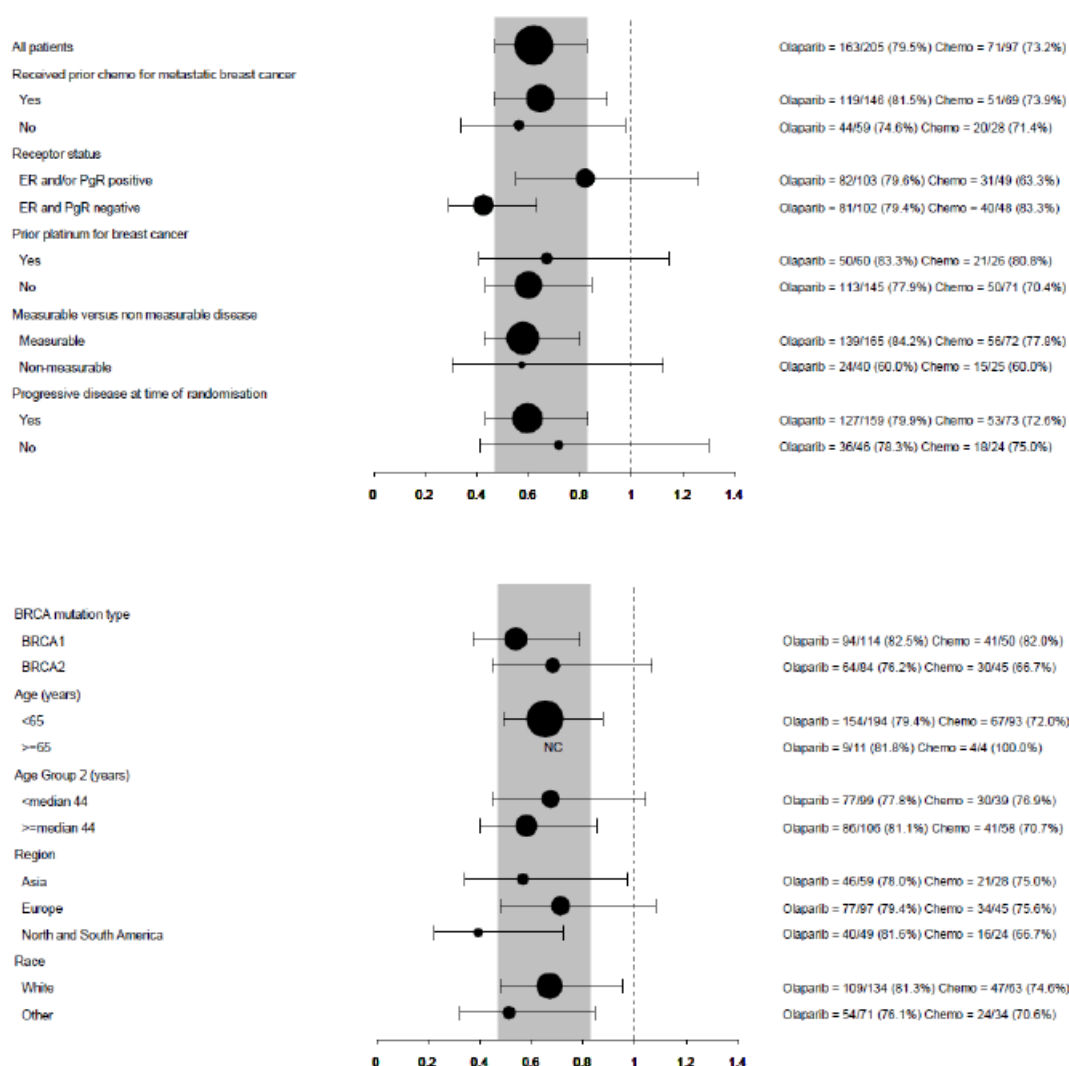 All patients Olaparib = 163/205 (79.5%) Chemo = 71/97 (73.2%)
Received prior chemo for metastatic breast cancer
Yes Olaparib = 119/146 (81.5%) Chemo = 51/69 (73.9%)
No Olaparib = 44/59 (74.6%) Chemo = 20/28 (71.4%)
Receptor status
ER and/or PgR positive Olaparib = 82/103 (79.6%) Chemo = 31/49 (63.3%)
ER and PgR negative Olaparib = 81/102 (79.4%) Chemo = 40/48 (83.3%)
Prior platinum for breast cancer
Yes Olaparib = 50/60 (83.3%) Chemo = 21/26 (80.8%)
No Olaparib = 113/145 (77.9%) Chemo = 50/71 (70.4%)
Measurable versus non measurable disease
Measurable Olaparib = 139/165 (84.2%) Chemo = 56/72 (77.8%)
Non-measurable Olaparib = 24/40 (60.0%) Chemo = 15/25 (60.0%)
Progressive disease at time of randomisation
Yes Olaparib = 127/159 (79.9%) Chemo = 53/73 (72.6%)
No Olaparib = 36/46 (78.3%) Chemo = 18/24 (75.0%)
0 0.2 0.4 0.6 0.8 1 1.2 1.4
BRCA mutation type
BRCA1 Olaparib = 94/114 (82.5%) Chemo = 41/50 (82.0%)
BRCA2 Olaparib = 64/84 (76.2%) Chemo = 30/45 (66.7%)
Age (years)
<65 Olaparib = 154/194 (79.4%) Chemo = 67/93 (72.0%)
>=65 NC Olaparib = 9/11 (81.8%) Chemo = 4/4 (100.0%)
Age Group 2 (years)
<median 44 Olaparib = 77/99 (77.8%) Chemo = 30/39 (76.9%)
>=median 44 Olaparib = 86/106 (81.1%) Chemo = 41/58 (70.7%)
Region
Asia Olaparib = 46/59 (78.0%) Chemo = 21/28 (75.0%)
Europe Olaparib = 77/97 (79.4%) Chemo = 34/45 (75.6%)
North and South America Olaparib = 40/49 (81.6%) Chemo = 16/24 (66.7%)
Race
White Olaparib = 109/134 (81.3%) Chemo = 47/63 (74.6%)
Other Olaparib = 54/71 (76.1%) Chemo = 24/34 (70.6%)
0 0.2 0.4 0.6 0.8 1 1.2 1.4